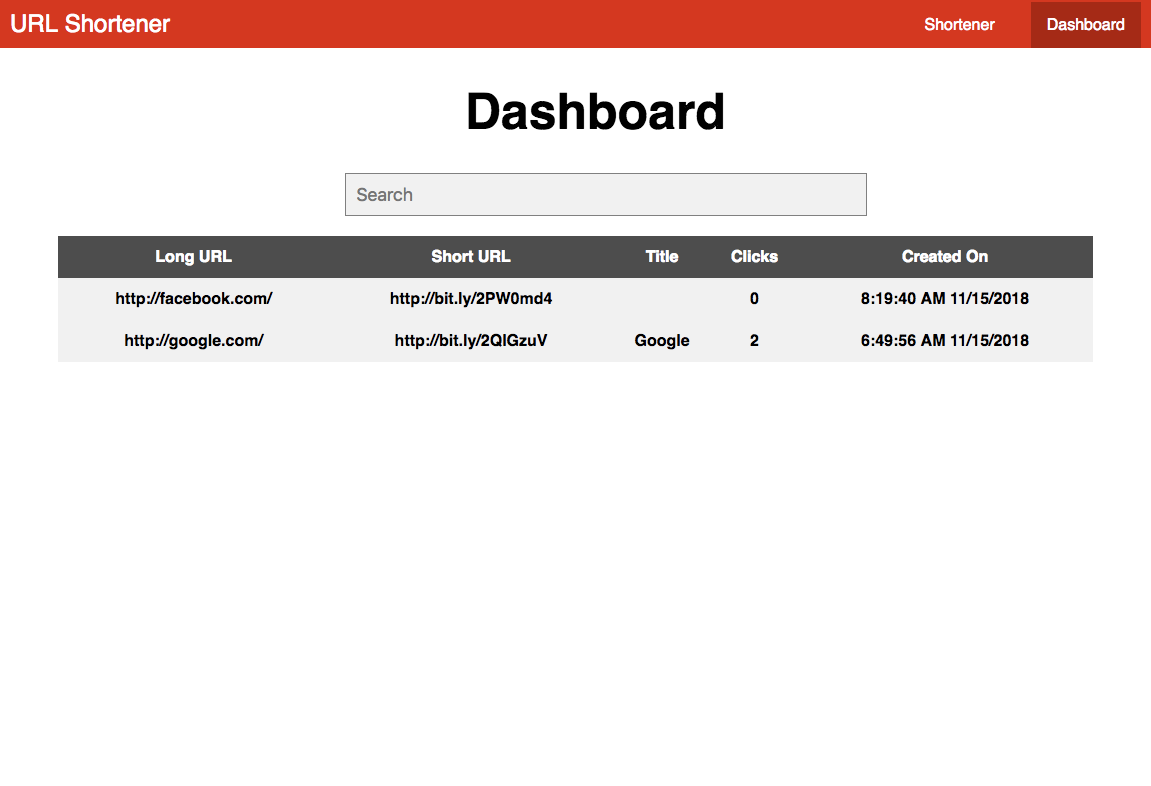 URL Shortener Shortener Dashboard
Dashboard
Search
Long URL Short URL Title Clicks Created On
http://facebook.com/ http://bit.ly/2PW0md4 0 8:19:40 AM 11/15/2018
http://google.com/ http://bit.ly/2QlGzuV Google 2 6:49:56 AM 11/15/2018